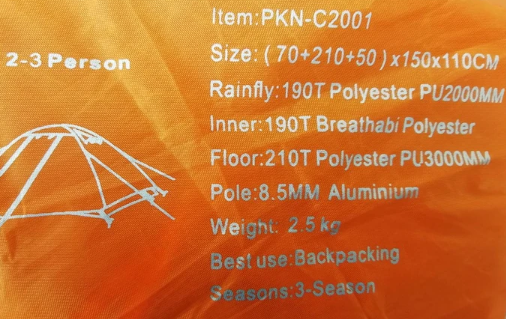 Item:PKN-C2001
2-3 Person
Size: ( 70+210+50 ) x150x110CM
Rainfly:190T Polyester PU2000MM
Inner:190T Breathabi Polyester
Floor:210T Polyester PU3000MM
Pole:8.5MM Aluminium
Weight: 2.5 kg
Best use:Backpacking
Seasons:3-Season